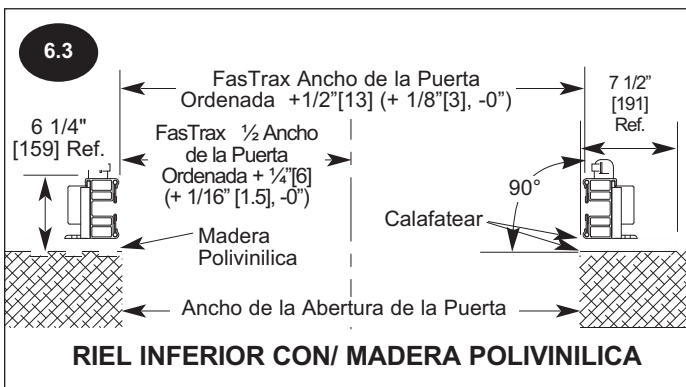 6.3
FasTrax Ancho de la Puerta
Ordenada +1/2”[13] (+ 1/8”[3], -0”)
7 1/2”
[191]
Ref.
6 1/4"
[159] Ref.
FasTrax ½ Ancho
de la Puerta
Ordenada + ¼”[6]
(+ 1/16” [1.5], -0”)
90°
Calafatear
Madera
Polivinilica
Ancho de la Abertura de la Puerta
RIEL INFERIOR CON/ MADERA POLIVINILICA